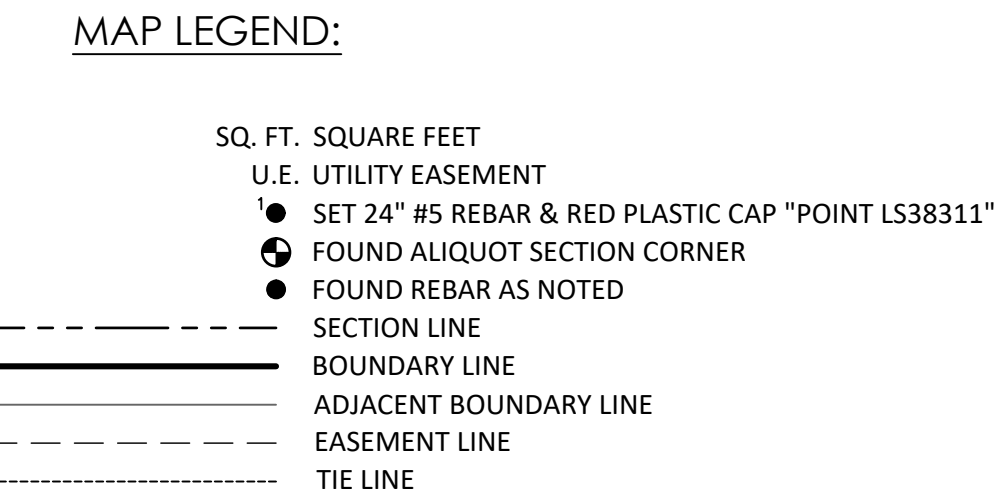 MAP LEGEND:
SQ. FT. SQUARE FEET
U.E. UTILITY EASEMENT
1 SET 24" #5 REBAR & RED PLASTIC CAP "POINT LS38311"
FOUND ALIQUOT SECTION CORNER
FOUND REBAR AS NOTED
SECTION LINE
BOUNDARY LINE
ADJACENT BOUNDARY LINE
EASEMENT LINE
TIE LINE